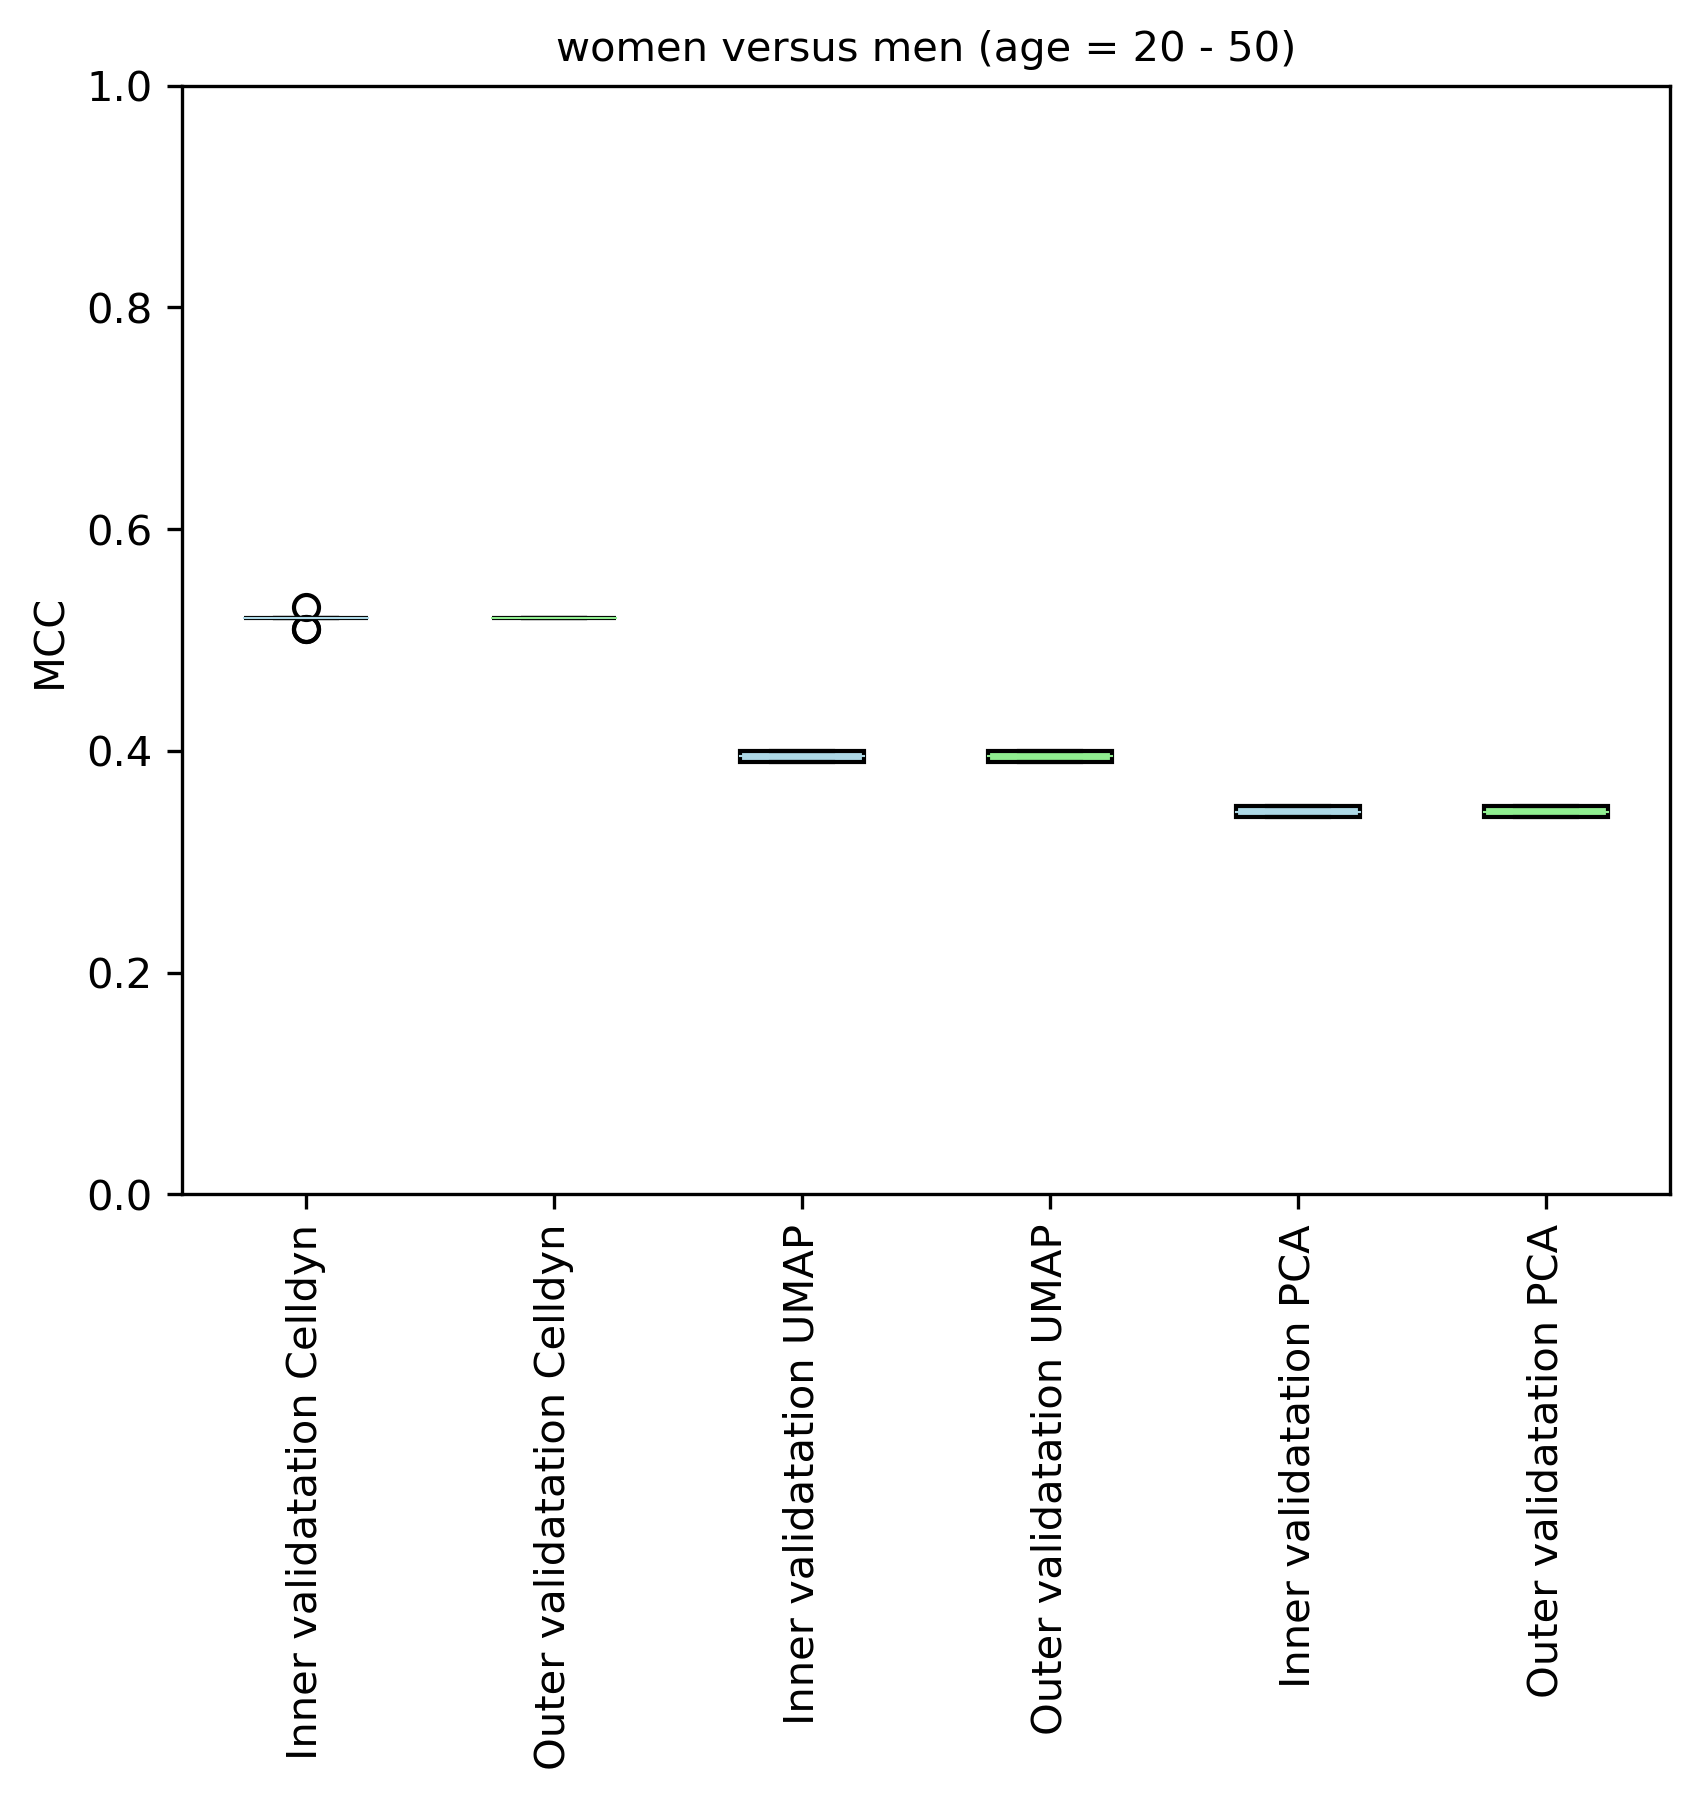 women versus men (age = 20 - 50)
1.0
0.8
0.6
0.4
0.2
0.0
MCC
Inner validatation Celldyn
Outer validatation Celldyn
Inner validatation UMAP
Outer validatation UMAP
Inner validatation PCA
Outer validatation PCA